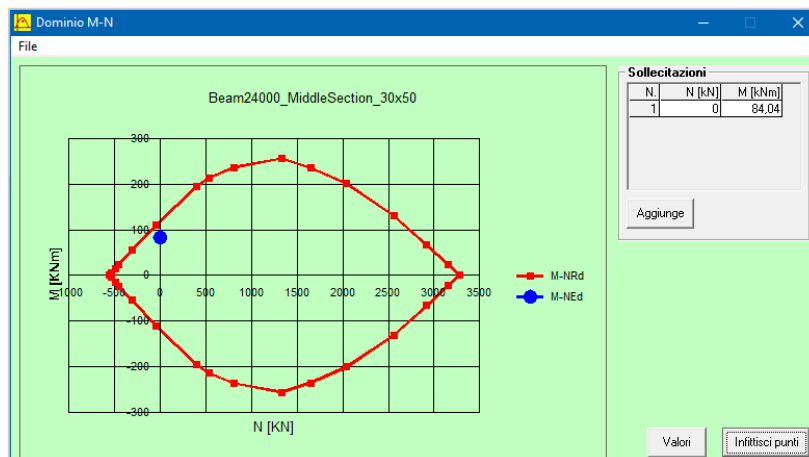 Dominio M-N
File
Beam24000_MiddleSection_30x50
300
200
100
0
-100
-200
-300
M [KNm]
-1000 -500 0 500 1000 1500 2000 2500 3000 3500
N [KN]
M-NRd
M-NEd
Sollecitazioni
N. N [kN] M [kNm]
1 0 84,04
Aggiunge
Valori
Infittisci punti